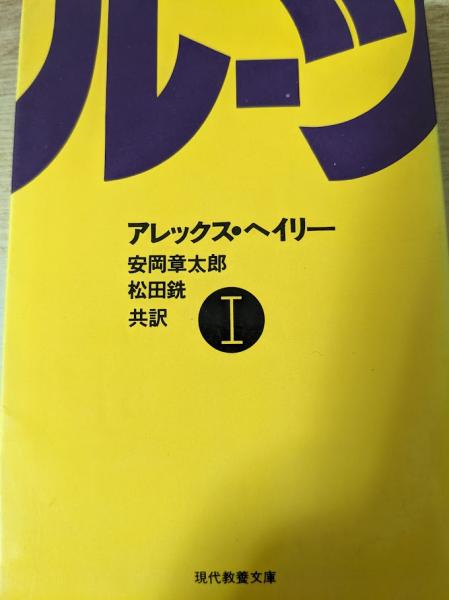 ルーツ
アレックス・ヘイリー
安岡章太郎
松田銑
共訳
I
現代教養文庫